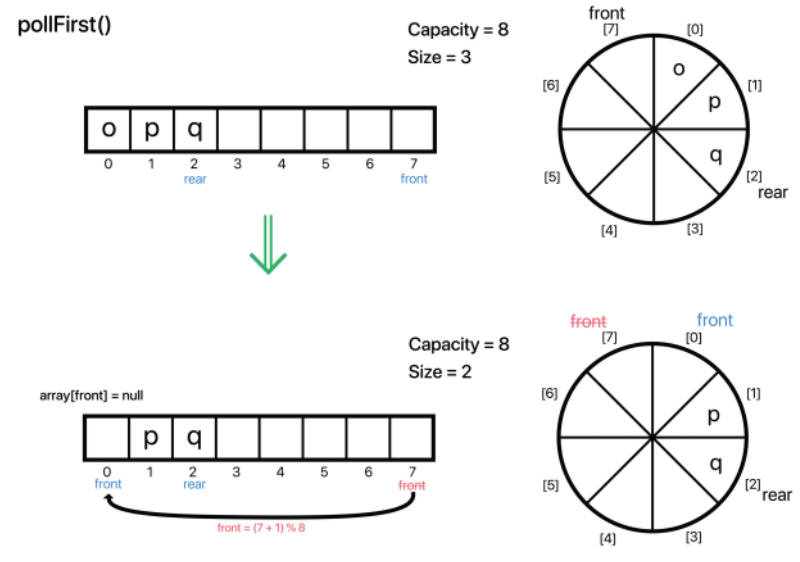 pollFirst()
Capacity = 8
Size = 3
o p q
0 1 2 3 4 5 6 7
rear front
front
[7] [0]
[6] o [1]
p
q
[5] [2]
rear
[4] [3]
Capacity = 8
Size = 2
array[front] = null
p q
0 1 2 3 4 5 6 7
front rear front
front = (7 + 1) % 8
front front
[7] [0]
[6] [1]
p
q
[5] [2] rear
[4] [3]